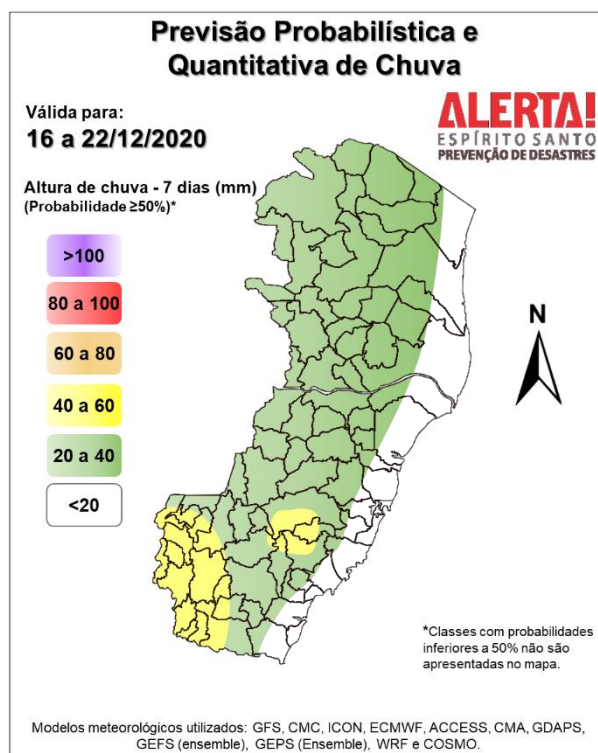 Previsão Probabilística e
Quantitativa de Chuva
Válida para:
16 a 22/12/2020
ALERTA!
ESPÍRITO SANTO
PREVENÇÃO DE DESASTRES
Altura de chuva - 7 dias (mm)
(Probabilidade ≥50%)*
>100
80 a 100
60 a 80
40 a 60
20 a 40
<20
N
*Classes com probabilidades
inferiores a 50% não são
apresentadas no mapa.
Modelos meteorológicos utilizados: GFS, CMC, ICON, ECMWF, ACCESS, CMA, GDAPS,
GEFS (ensemble), GEPS (Ensemble), WRF e COSMO.